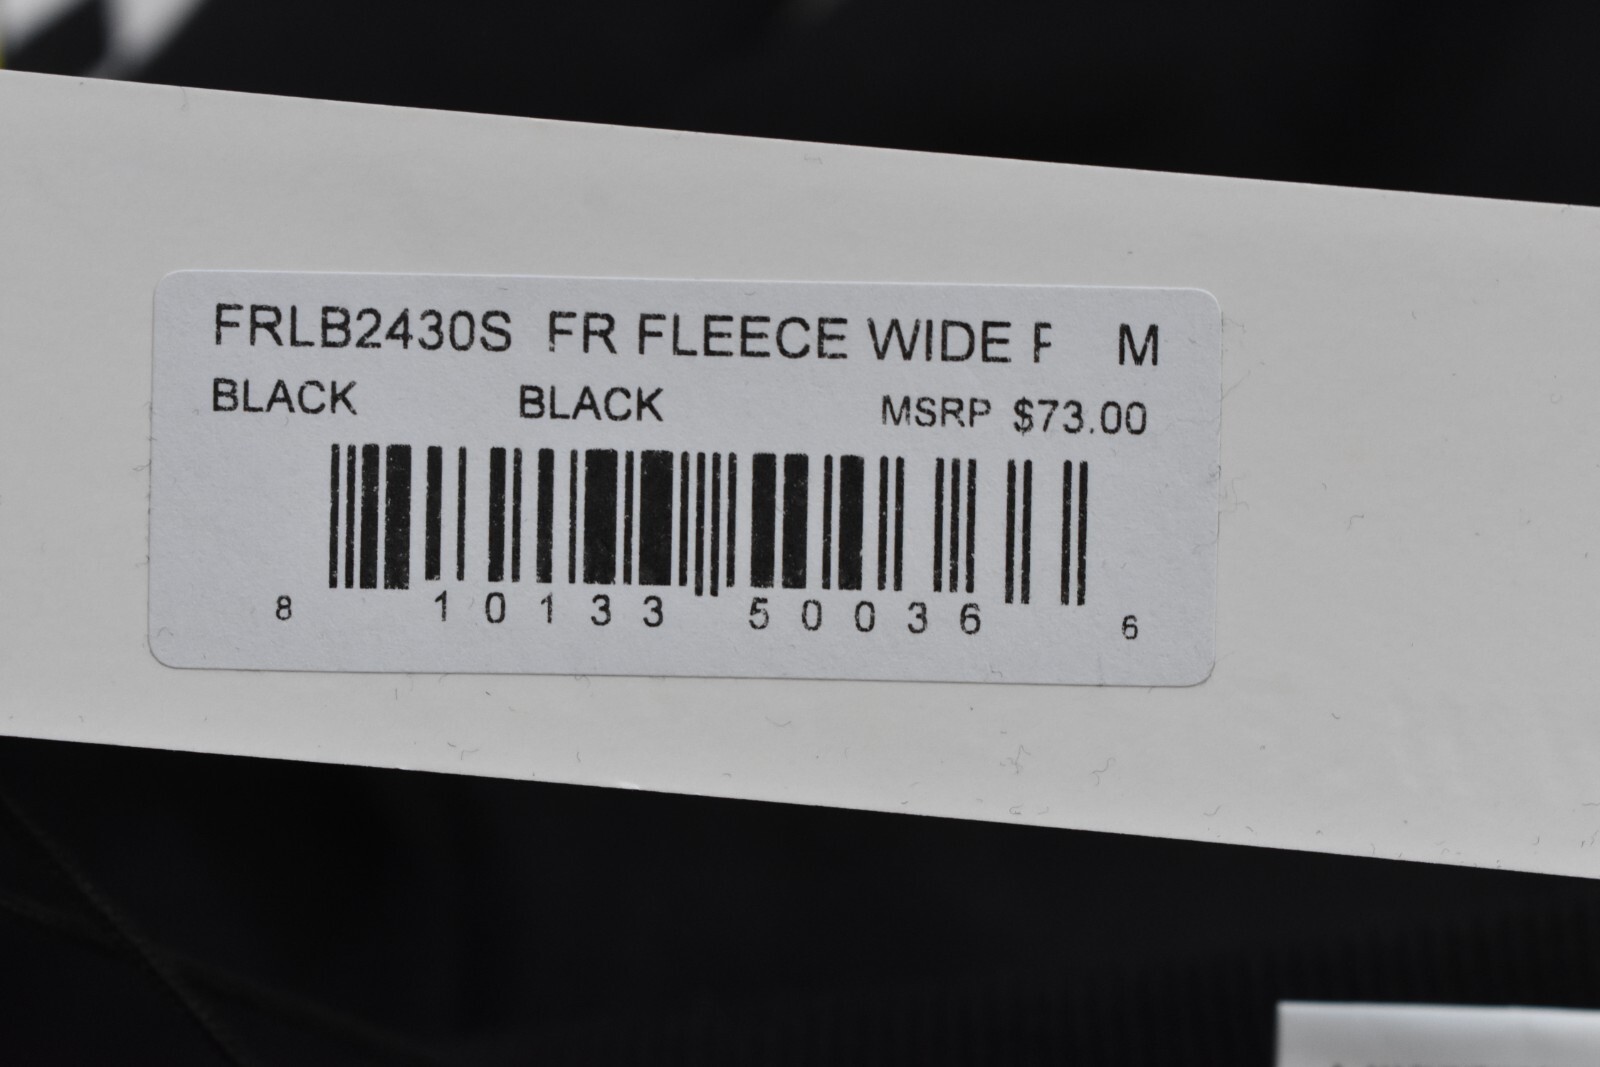 FRLB2430S FR FLEECE WIDE P M
BLACK BLACK MSRP $73.00
8 10133 50036 6